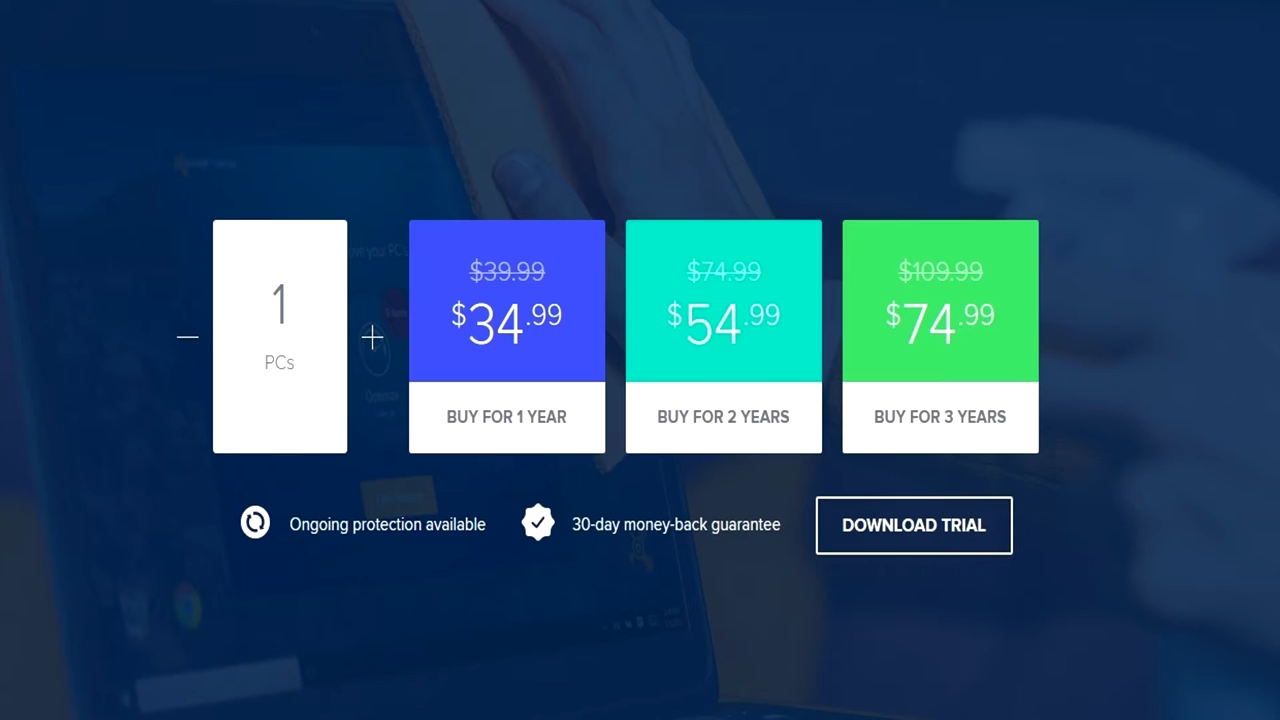 1
PCs
$39.99
$34.99
BUY FOR 1 YEAR
$74.99
$54.99
BUY FOR 2 YEARS
$109.99
$74.99
BUY FOR 3 YEARS
Ongoing protection available
30-day money-back guarantee
DOWNLOAD TRIAL